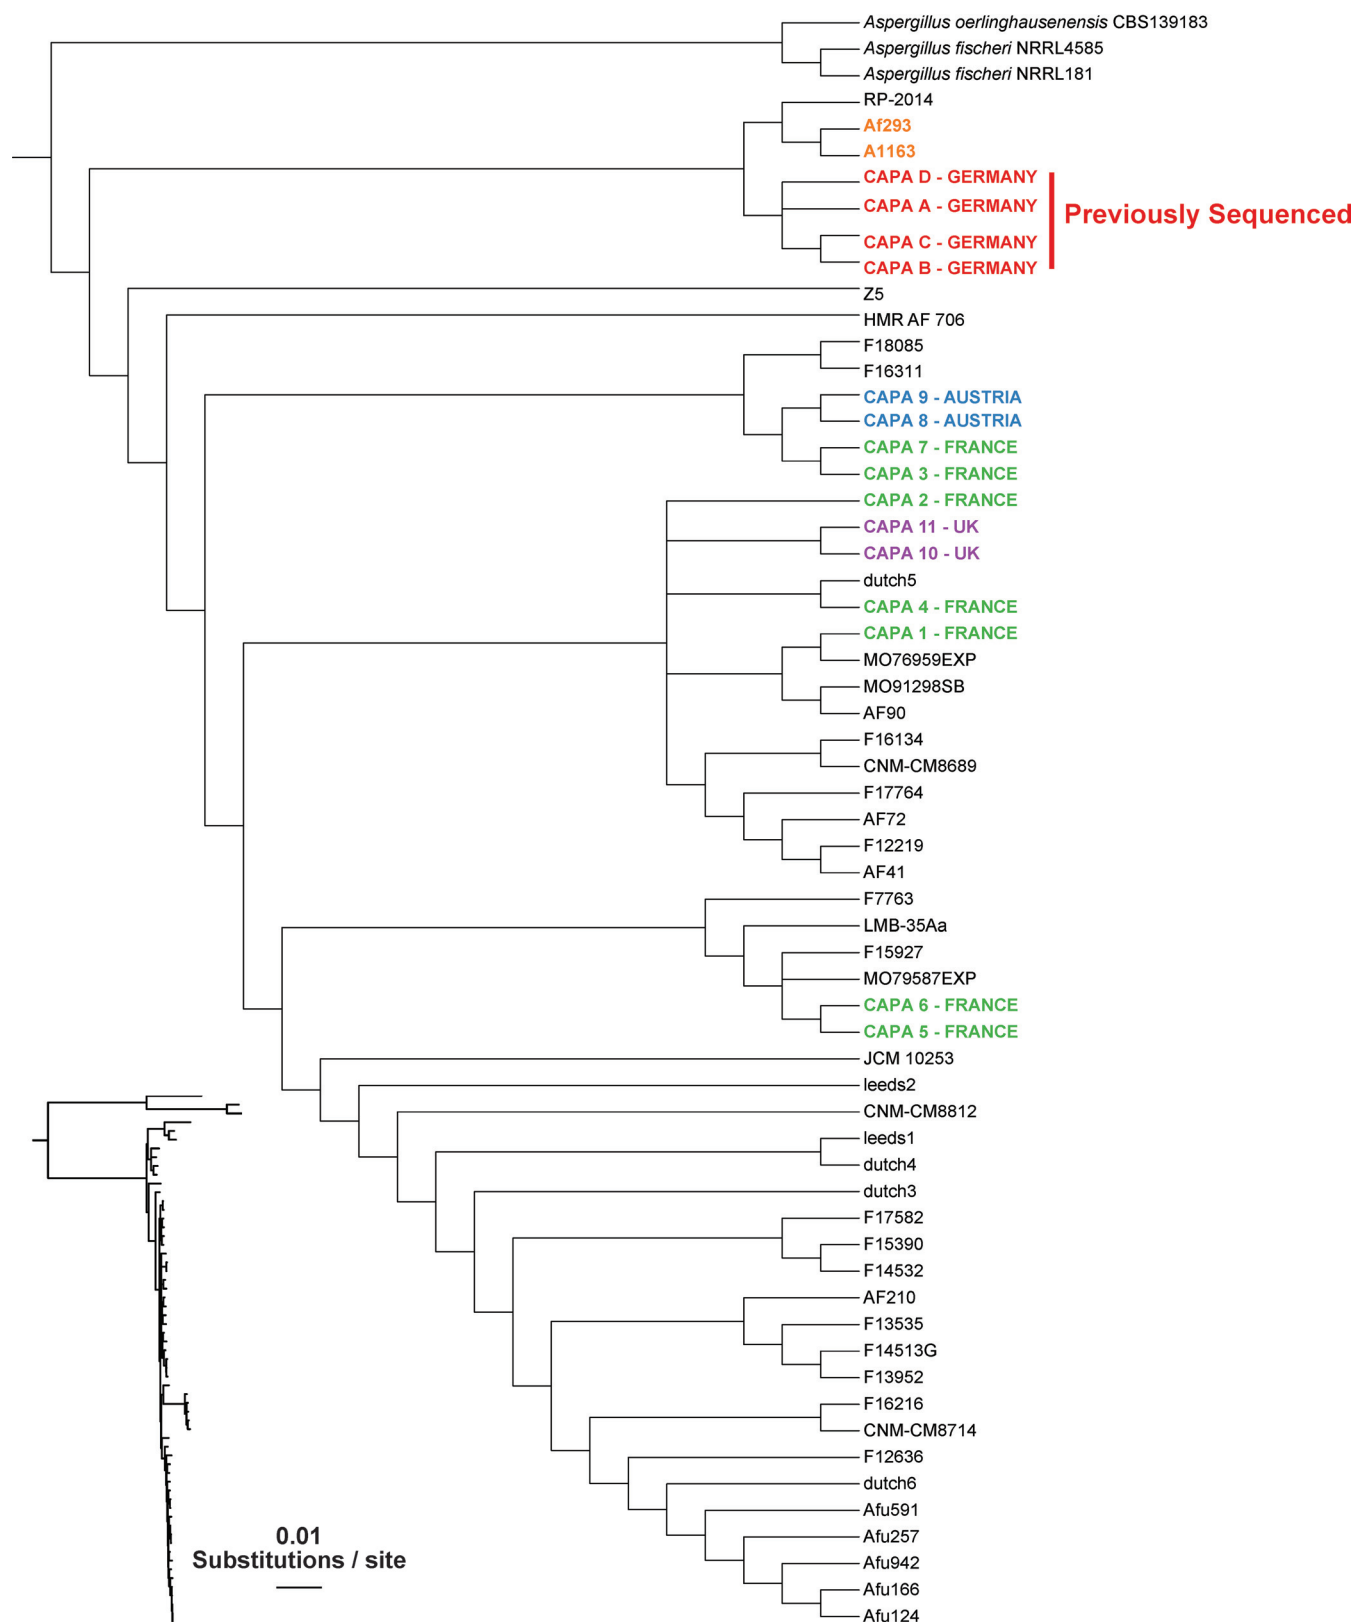 Aspergillus oerlinghausenensis CBS139183
Aspergillus fischeri NRRL4585
Aspergillus fischeri NRRL181
RP-2014
Af293
A1163
CAPA D - GERMANY
CAPA A - GERMANY
Previously Sequenced
CAPA C - GERMANY
CAPA B - GERMANY
Z5
HMR AF 706
F18085
F16311
CAPA 9 - AUSTRIA
CAPA 8 - AUSTRIA
CAPA 7 - FRANCE
CAPA 3 - FRANCE
CAPA 2 - FRANCE
CAPA 11 - UK
CAPA 10 - UK
dutch5
CAPA 4 - FRANCE
CAPA 1 - FRANCE
MO76959EXP
MO91298SB
AF90
F16134
CNM-CM8689
F17764
AF72
F12219
AF41
F7763
LMB-35Aa
F15927
MO79587EXP
CAPA 6 - FRANCE
CAPA 5 - FRANCE
JCM 10253
leeds2
CNM-CM8812
leeds1
dutch4
dutch3
F17582
F15390
F14532
AF210
F13535
F14513G
F13952
F16216
CNM-CM8714
F12636
dutch6
Afu591
Afu257
Afu942
Afu166
Afu124
0.01
Substitutions / site